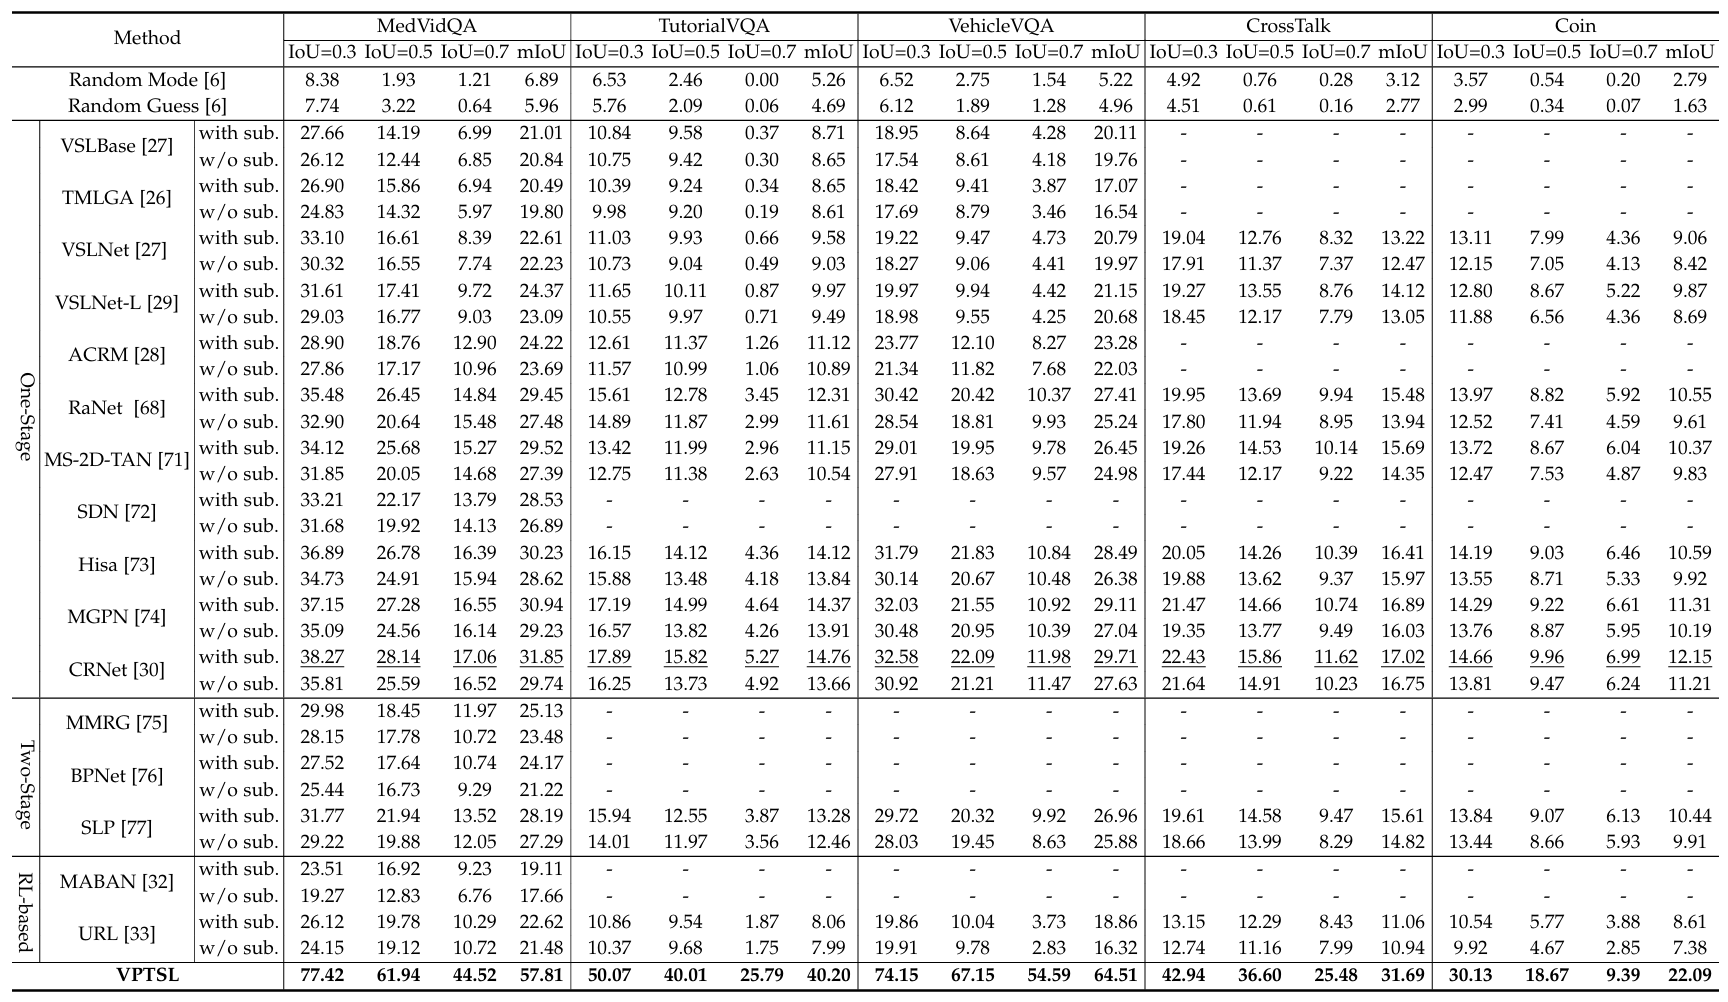 Method MedVidQA TutorialVQA VehicleVQA CrossTalk Coin
IoU=0.3 IoU=0.5 IoU=0.7 mIoU IoU=0.3 IoU=0.5 IoU=0.7 mIoU IoU=0.3 IoU=0.5 IoU=0.7 mIoU IoU=0.3 IoU=0.5 IoU=0.7 mIoU IoU=0.3 IoU=0.5 IoU=0.7 mIoU
Random Mode [6] 8.38 1.93 1.21 6.89 6.53 2.46 0.00 5.26 6.52 2.75 1.54 5.22 4.92 0.76 0.28 3.12 3.57 0.54 0.20 2.79
Random Guess [6] 7.74 3.22 0.64 5.96 5.76 2.09 0.06 4.69 6.12 1.89 1.28 4.96 4.51 0.61 0.16 2.77 2.99 0.34 0.07 1.63
One-Stage
VSLBase [27] with sub. 27.66 14.19 6.99 21.01 10.84 9.58 0.37 8.71 18.95 8.64 4.28 20.11 - - - - - - - -
w/o sub. 26.12 12.44 6.85 20.84 10.75 9.42 0.30 8.65 17.54 8.61 4.18 19.76 - - - - - - - -
TMLGA [26] with sub. 26.90 15.86 6.94 20.49 10.39 9.24 0.34 8.65 18.42 9.41 3.87 17.07 - - - - - - - -
w/o sub. 24.83 14.32 5.97 19.80 9.98 9.20 0.19 8.61 17.69 8.79 3.46 16.54 - - - - - - - -
VSLNet [27] with sub. 33.10 16.61 8.39 22.61 11.03 9.93 0.66 9.58 19.22 9.47 4.73 20.79 19.04 12.76 8.32 13.22 13.11 7.99 4.36 9.06
w/o sub. 30.32 16.55 7.74 22.23 10.73 9.04 0.49 9.03 18.27 9.06 4.41 19.97 17.91 11.37 7.37 12.47 12.15 7.05 4.13 8.42
VSLNet-L [29] with sub. 31.61 17.41 9.72 24.37 11.65 10.11 0.87 9.97 19.97 9.94 4.42 21.15 19.27 13.55 8.76 14.12 12.80 8.67 5.22 9.87
w/o sub. 29.03 16.77 9.03 23.09 10.55 9.97 0.71 9.49 18.98 9.55 4.25 20.68 18.45 12.17 7.79 13.05 11.88 6.56 4.36 8.69
ACRM [28] with sub. 28.90 18.76 12.90 24.22 12.61 11.37 1.26 11.12 23.77 12.10 8.27 23.28 - - - - - - - -
w/o sub. 27.86 17.17 10.96 23.69 11.57 10.99 1.06 10.89 21.34 11.82 7.68 22.03 - - - - - - - -
RaNet [68] with sub. 35.48 26.45 14.84 29.45 15.61 12.78 3.45 12.31 30.42 20.42 10.37 27.41 19.95 13.69 9.94 15.48 13.97 8.82 5.92 10.55
w/o sub. 32.90 20.64 15.48 27.48 14.89 11.87 2.99 11.61 28.54 18.81 9.93 25.24 17.80 11.94 8.95 13.94 12.52 7.41 4.59 9.61
MS-2D-TAN [71] with sub. 34.12 25.68 15.27 29.52 13.42 11.99 2.96 11.15 29.01 19.95 9.78 26.45 19.26 14.53 10.14 15.69 13.72 8.67 6.04 10.37
w/o sub. 31.85 20.05 14.68 27.39 12.75 11.38 2.63 10.54 27.91 18.63 9.57 24.98 17.44 12.17 9.22 14.35 12.47 7.53 4.87 9.83
SDN [72] with sub. 33.21 22.17 13.79 28.53 - - - - - - - - - - - - - - - -
w/o sub. 31.68 19.92 14.13 26.89 - - - - - - - - - - - - - - - -
Hisa [73] with sub. 36.89 26.78 16.39 30.23 16.15 14.12 4.36 14.12 31.79 21.83 10.84 28.49 20.05 14.26 10.39 16.41 14.19 9.03 6.46 10.59
w/o sub. 34.73 24.91 15.94 28.62 15.88 13.48 4.18 13.84 30.14 20.67 10.48 26.38 19.88 13.62 9.37 15.97 13.55 8.71 5.33 9.92
MGPN [74] with sub. 37.15 27.28 16.55 30.94 17.19 14.99 4.64 14.37 32.03 21.55 10.92 29.11 21.47 14.66 10.74 16.89 14.29 9.22 6.61 11.31
w/o sub. 35.09 24.56 16.14 29.23 16.57 13.82 4.26 13.91 30.48 20.95 10.39 27.04 19.35 13.77 9.49 16.03 13.76 8.87 5.95 10.19
CRNet [30] with sub. 38.27 28.14 17.06 31.85 17.89 15.82 5.27 14.76 32.58 22.09 11.98 29.71 22.43 15.86 11.62 17.02 14.66 9.96 6.99 12.15
w/o sub. 35.81 25.59 16.52 29.74 16.25 13.73 4.92 13.66 30.92 21.21 11.47 27.63 21.64 14.91 10.23 16.75 13.81 9.47 6.24 11.21
Two-Stage
MMRG [75] with sub. 29.98 18.45 11.97 25.13 - - - - - - - - - - - - - - - -
w/o sub. 28.15 17.78 10.72 23.48 - - - - - - - - - - - - - - - -
BPNet [76] with sub. 27.52 17.64 10.74 24.17 - - - - - - - - - - - - - - - -
w/o sub. 25.44 16.73 9.29 21.22 - - - - - - - - - - - - - - - -
SLP [77] with sub. 31.77 21.94 13.52 28.19 15.94 12.55 3.87 13.28 29.72 20.32 9.92 26.96 19.61 14.58 9.47 15.61 13.84 9.07 6.13 10.44
w/o sub. 29.22 19.88 12.05 27.29 14.01 11.97 3.56 12.46 28.03 19.45 8.63 25.88 18.66 13.99 8.29 14.82 13.44 8.66 5.93 9.91
RL-based
MABAN [32] with sub. 23.51 16.92 9.23 19.11 - - - - - - - - - - - - - - - -
w/o sub. 19.27 12.83 6.76 17.66 - - - - - - - - - - - - - - - -
URL [33] with sub. 26.12 19.78 10.29 22.62 10.86 9.54 1.87 8.06 19.86 10.04 3.73 18.86 13.15 12.29 8.43 11.06 10.54 5.77 3.88 8.61
w/o sub. 24.15 19.12 10.72 21.48 10.37 9.68 1.75 7.99 19.91 9.78 2.83 16.32 12.74 11.16 7.99 10.94 9.92 4.67 2.85 7.38
VPTSL 77.42 61.94 44.52 57.81 50.07 40.01 25.79 40.20 74.15 67.15 54.59 64.51 42.94 36.60 25.48 31.69 30.13 18.67 9.39 22.09